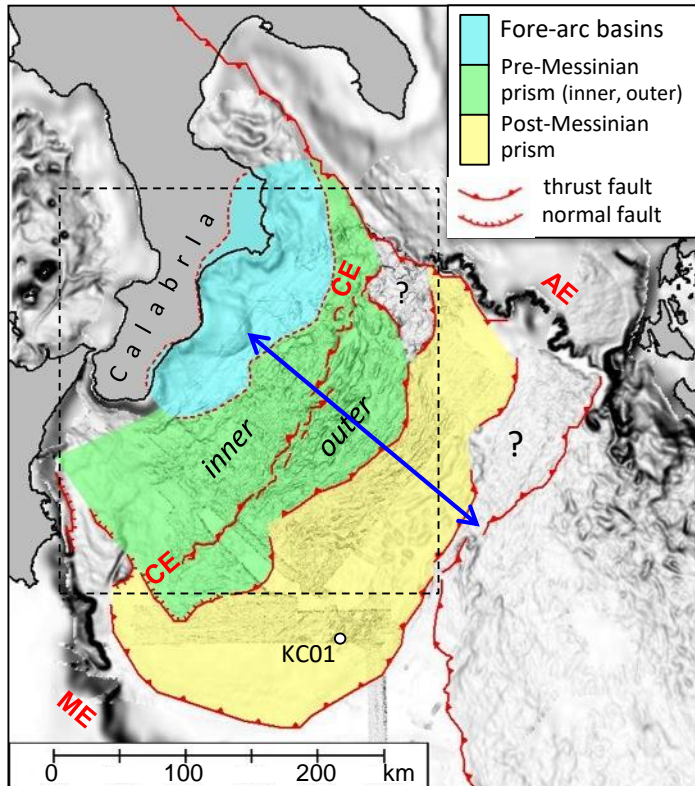 Fore-arc basins
Pre-Messinian
prism (inner, outer)
Post-Messinian
prism
thrust fault
normal fault
Calabria
CE
AE
?
inner
outer
?
CE
KC01
ME
0 100 200 km